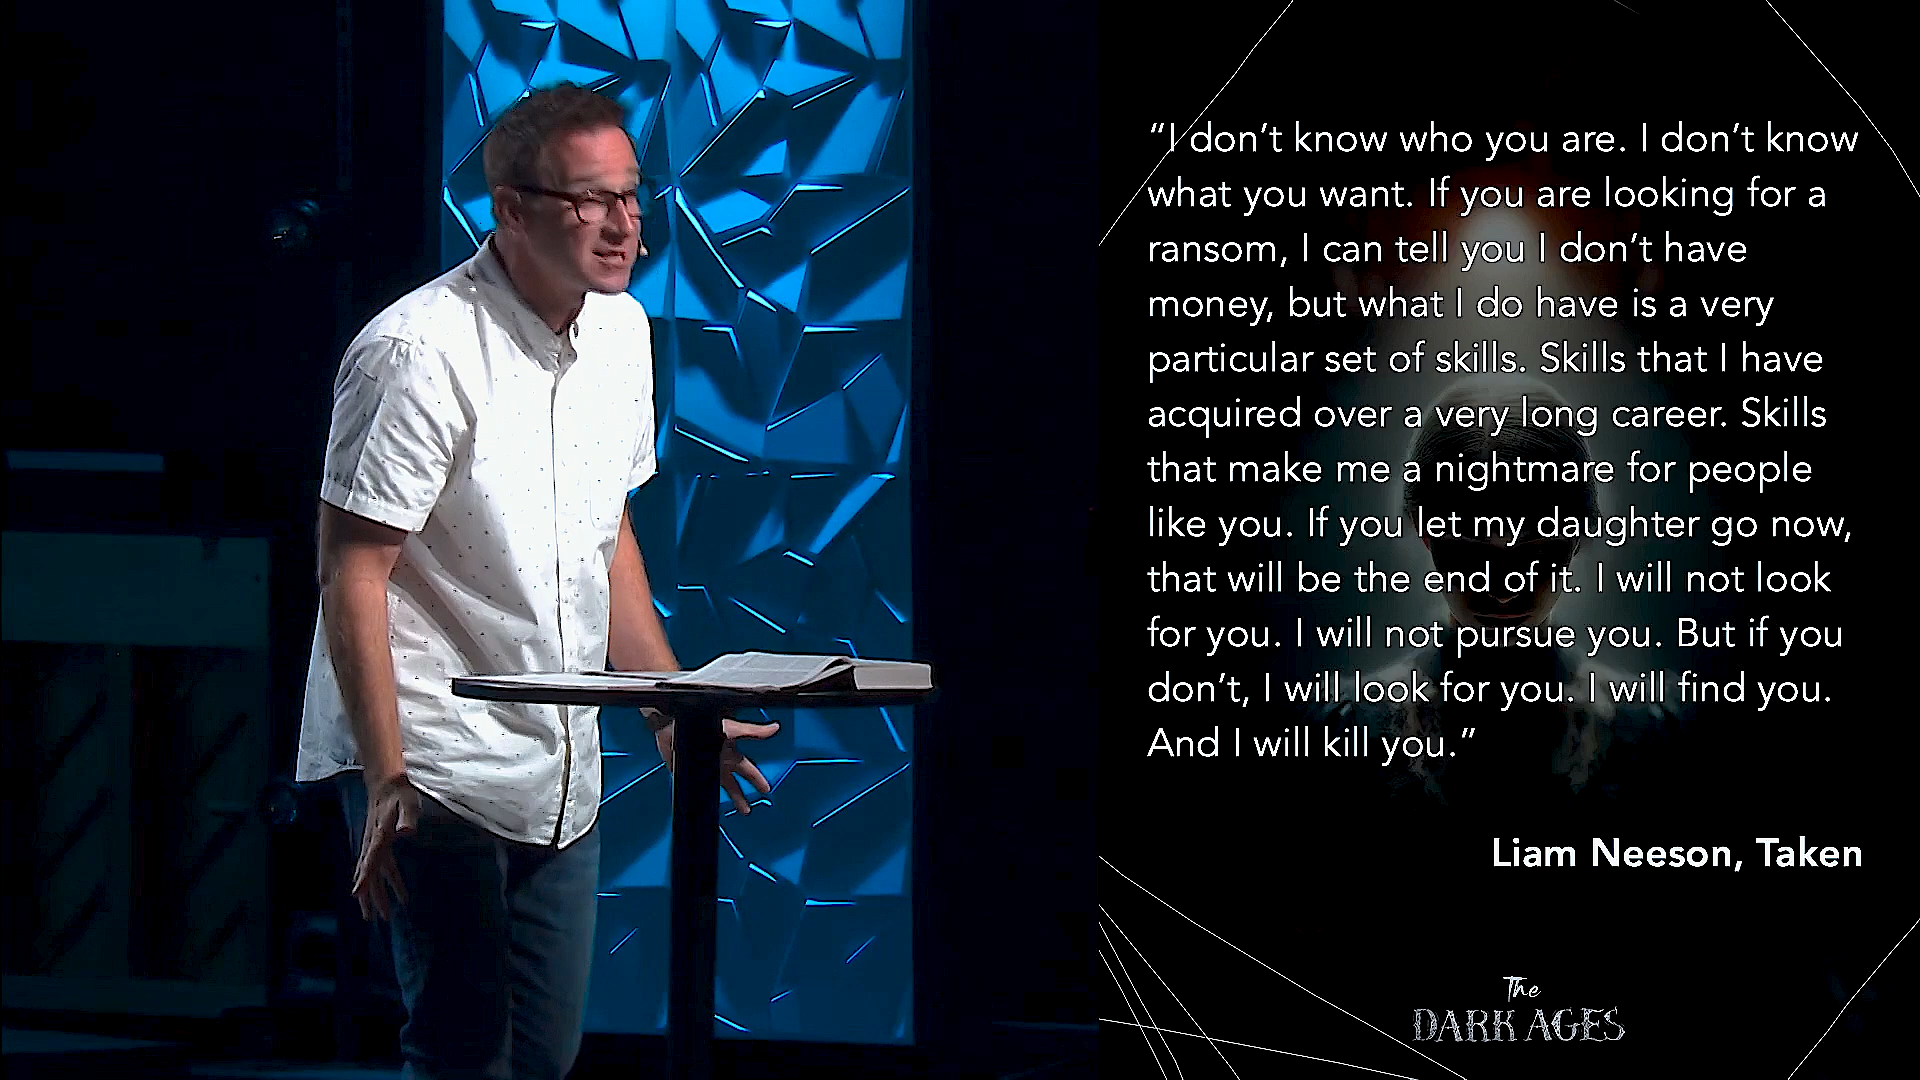 “I don’t know who you are. I don’t know
what you want. If you are looking for a
ransom, I can tell you I don’t have
money, but what I do have is a very
particular set of skills. Skills that I have
acquired over a very long career. Skills
that make me a nightmare for people
like you. If you let my daughter go now,
that will be the end of it. I will not look
for you. I will not pursue you. But if you
don’t, I will look for you. I will find you.
And I will kill you.”
Liam Neeson, Taken
The
DARK AGES